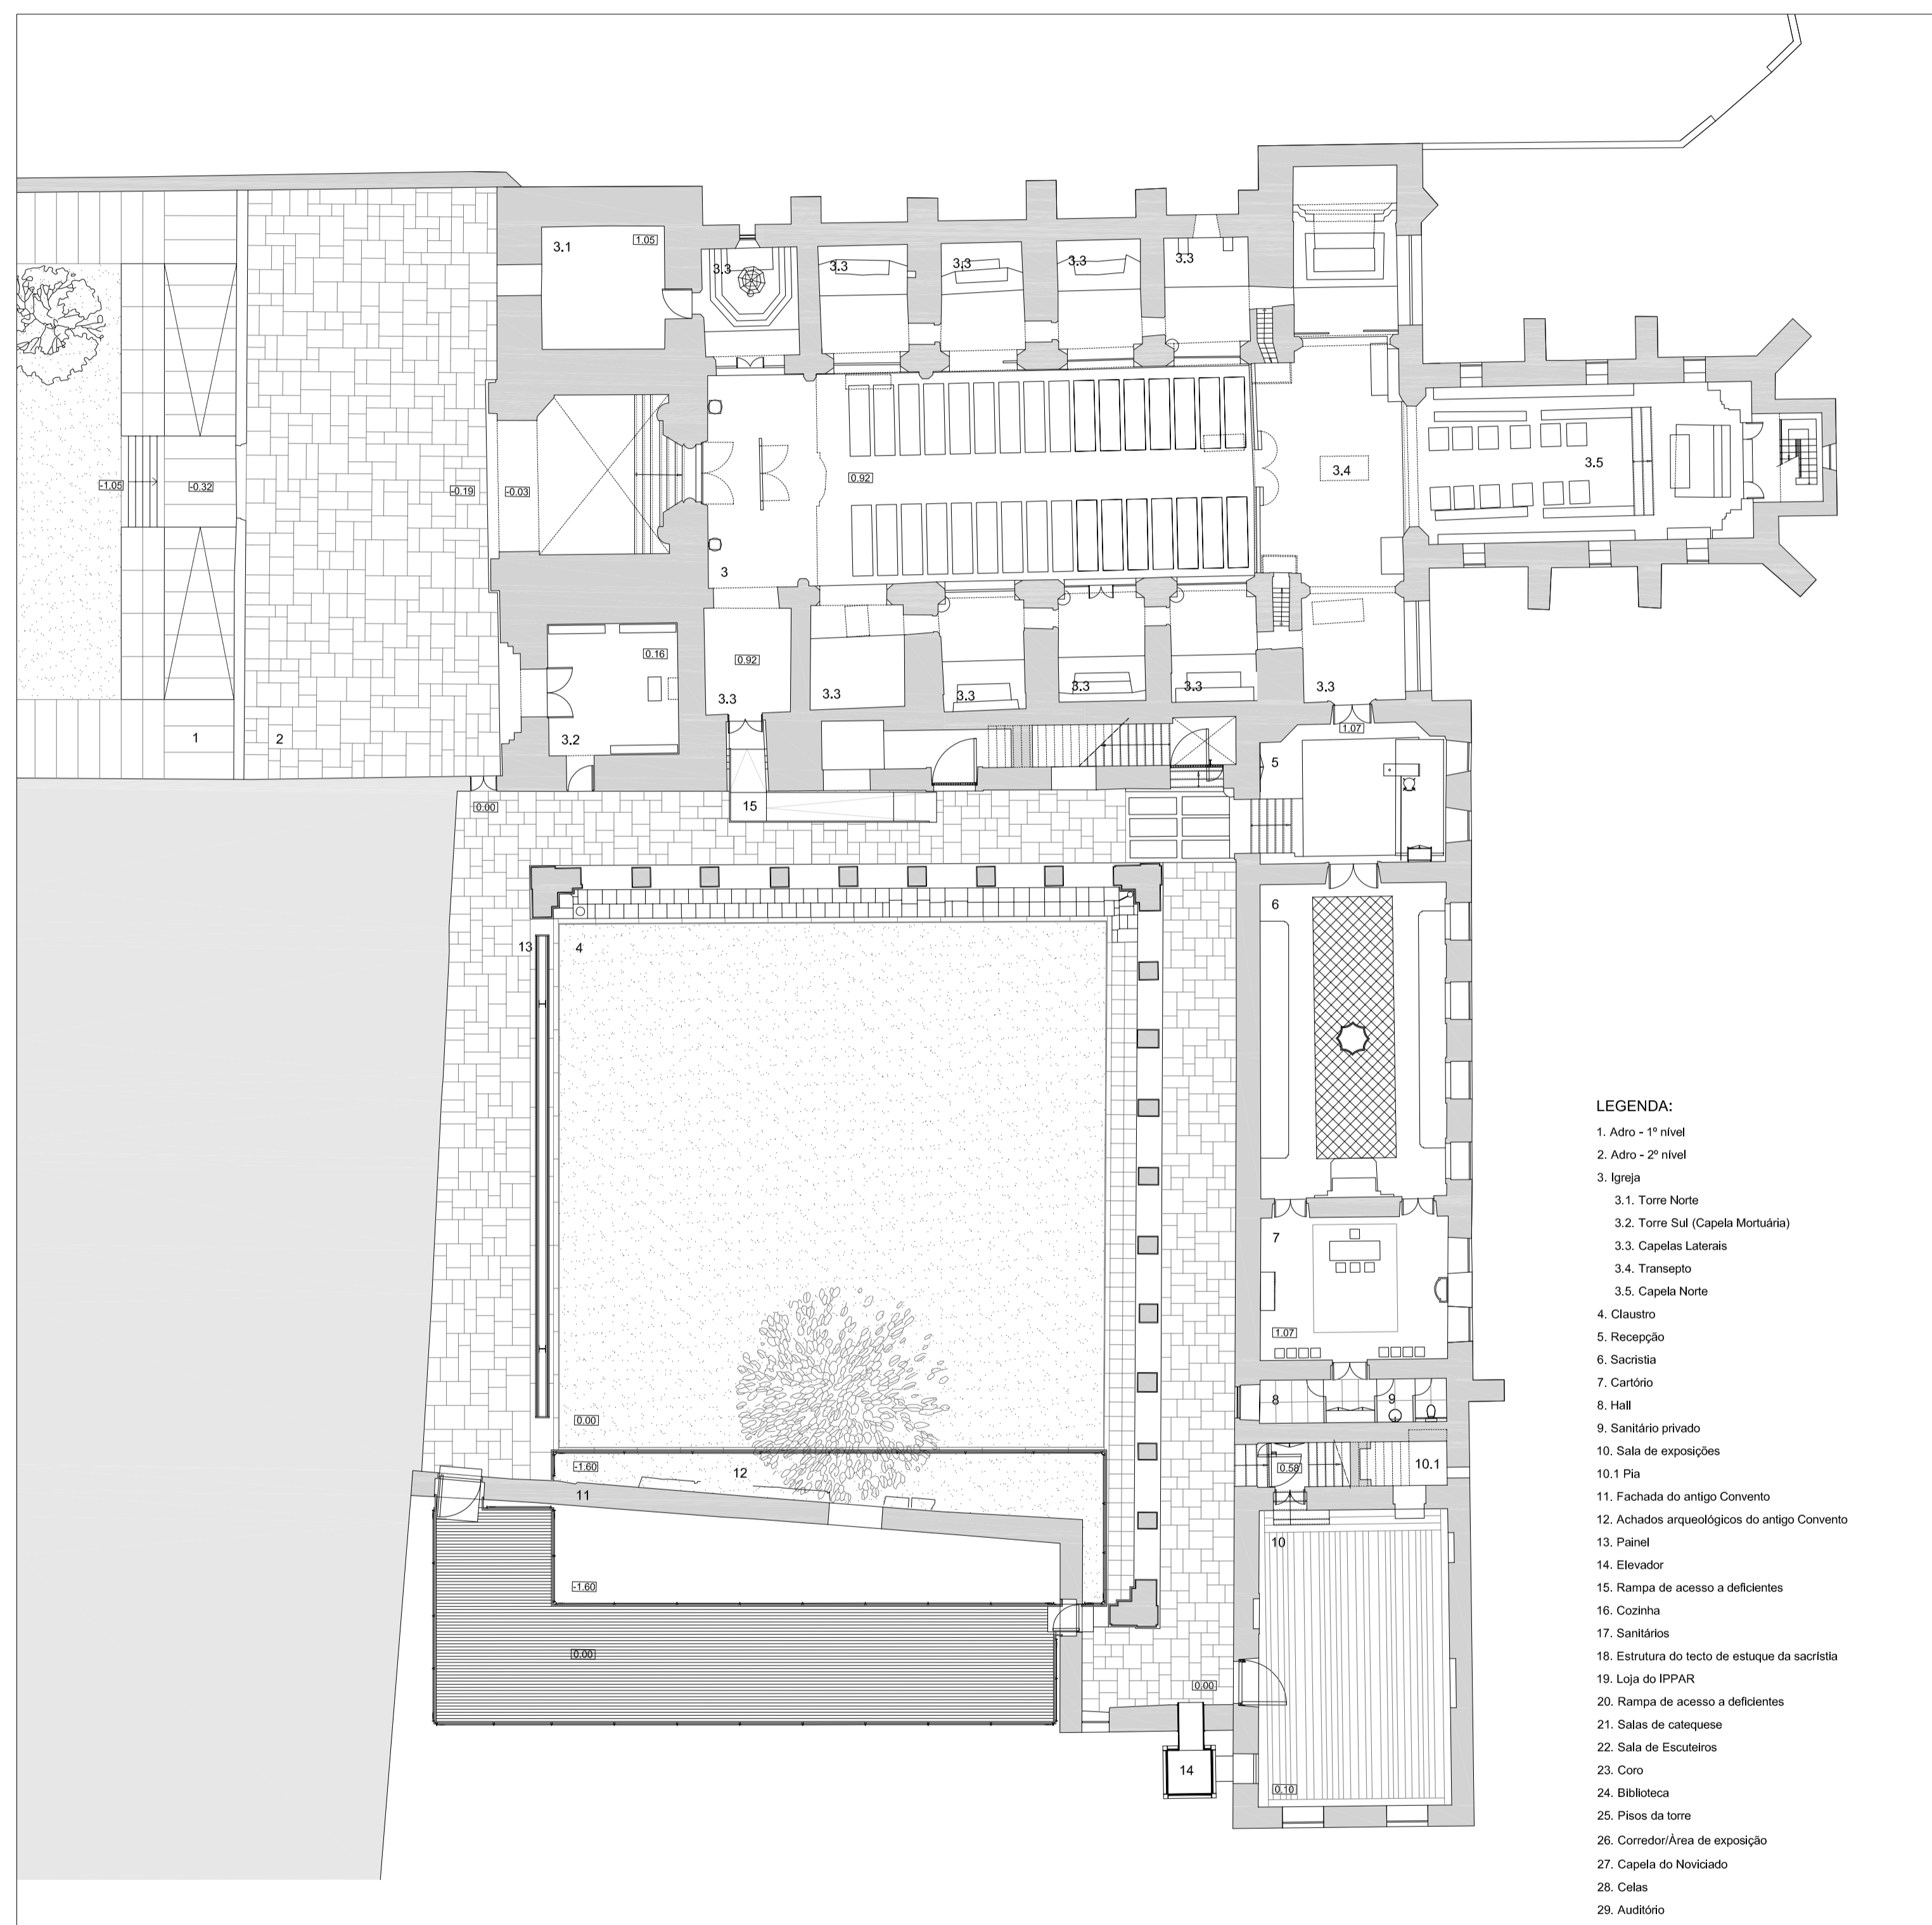 3.1
1.05
3.3
3.3
3.3
3.3
3.3
-1.05
-0.32
-0.19
-0.03
0.92
3.4
3.5
3
0.16
0.92
3.3
3.3
3.3
3.3
3.3
3.3
1
2
3.2
1.07
5
0.00
15
6
13
4
7
1.07
0.00
8
9
-1.60
12
0.58
10.1
11
10
-1.60
0.00
0.00
14
0.10
LEGENDA:
1. Adro - 1º nível
2. Adro - 2º nível
3. Igreja
3.1. Torre Norte
3.2. Torre Sul (Capela Mortuária)
3.3. Capelas Laterais
3.4. Transepto
3.5. Capela Norte
4. Claustro
5. Recepção
6. Sacristia
7. Cartório
8. Hall
9. Sanitário privado
10. Sala de exposições
10.1 Pia
11. Fachada do antigo Convento
12. Achados arqueológicos do antigo Convento
13. Painel
14. Elevador
15. Rampa de acesso a deficientes
16. Cozinha
17. Sanitários
18. Estrutura do tecto de estuque da sacrístia
19. Loja do IPPAR
20. Rampa de acesso a deficientes
21. Salas de catequese
22. Sala de Escuteiros
23. Coro
24. Biblioteca
25. Pisos da torre
26. Corredor/Àrea de exposição
27. Capela do Noviciado
28. Celas
29. Auditório